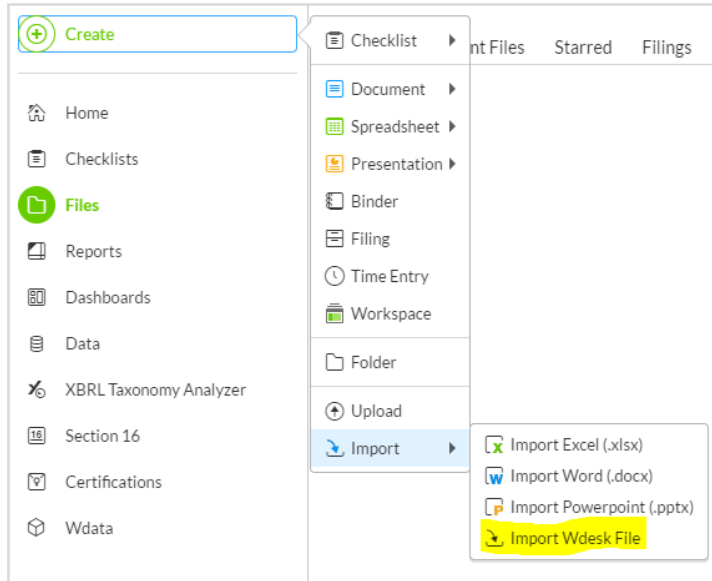 Create
Home
Checklists
Files
Reports
Dashboards
Data
XBRL Taxonomy Analyzer
16 Section 16
Certifications
Wdata
Checklist
Document
Spreadsheet
Presentation
Binder
Filing
Time Entry
Workspace
Folder
Upload
Import
nt Files Starred Filings
X Import Excel (.xlsx)
W Import Word (.docx)
P Import Powerpoint (.pptx)
Import Wdesk File